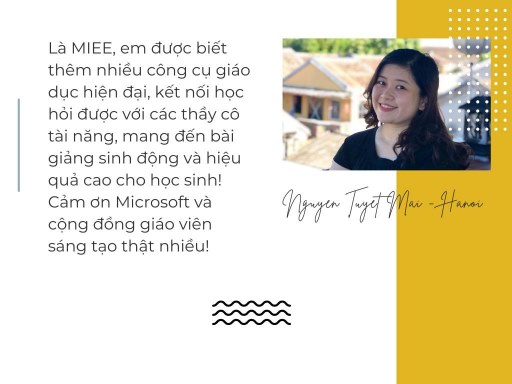 Là MIEE, em được biết
thêm nhiều công cụ giáo
dục hiện đại, kết nối học
hỏi được với các thầy cô
tài năng, mang đến bài
giảng sinh động và hiệu
quả cao cho học sinh!
Cảm ơn Microsoft và
cộng đồng giáo viên
sáng tạo thật nhiều!
Nguyen Tuyet Mai -Hanoi